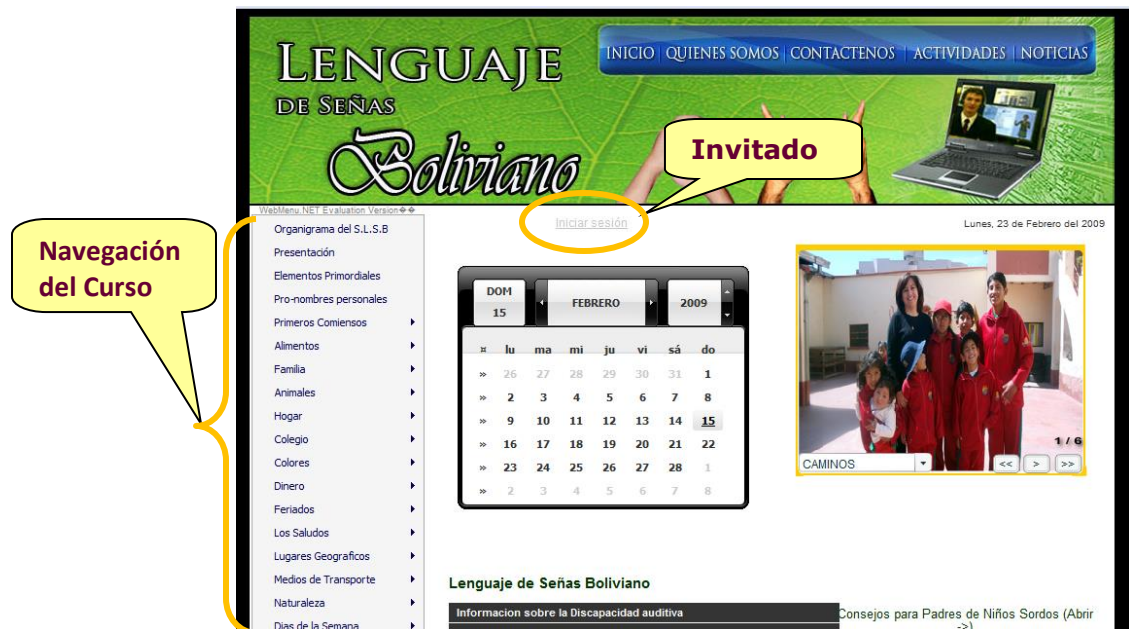 LENGUAJE
DE SEÑAS
Boliviano
INICIO | QUIENES SOMOS | CONTACTENOS | ACTIVIDADES | NOTICIAS
Invitado
WebMenu.NET Evaluation Version��
Iniciar sesión
Lunes, 23 de Febrero del 2009
Navegación
del Curso
Organigrama del S.L.S.B
Presentación
Elementos Primordiales
Pro-nombres personales
Primeros Comiensos
Alimentos
Familia
Animales
Hogar
Colegio
Colores
Dinero
Feriados
Los Saludos
Lugares Geograficos
Medios de Transporte
Naturaleza
Dias de la Semana
DOM
15
FEBRERO
2009
¤ lu ma mi ju vi sá do
» 26 27 28 29 30 31 1
» 2 3 4 5 6 7 8
» 9 10 11 12 13 14 15
» 16 17 18 19 20 21 22
» 23 24 25 26 27 28 1
» 2 3 4 5 6 7 8
1 / 6
CAMINOS
<< > >>
Lenguaje de Señas Boliviano
Informacion sobre la Discapacidad auditiva
Consejos para Padres de Niños Sordos (Abrir
->)